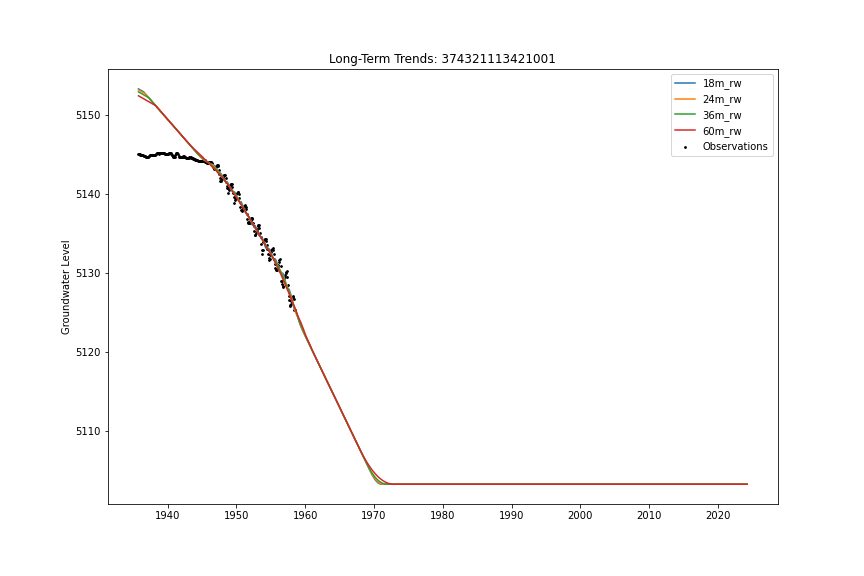 Long-Term Trends: 374321113421001
18m_rw
24m_rw
36m_rw
60m_rw
Observations
Groundwater Level
5150
5140
5130
5120
5110
1940
1950
1960
1970
1980
1990
2000
2010
2020